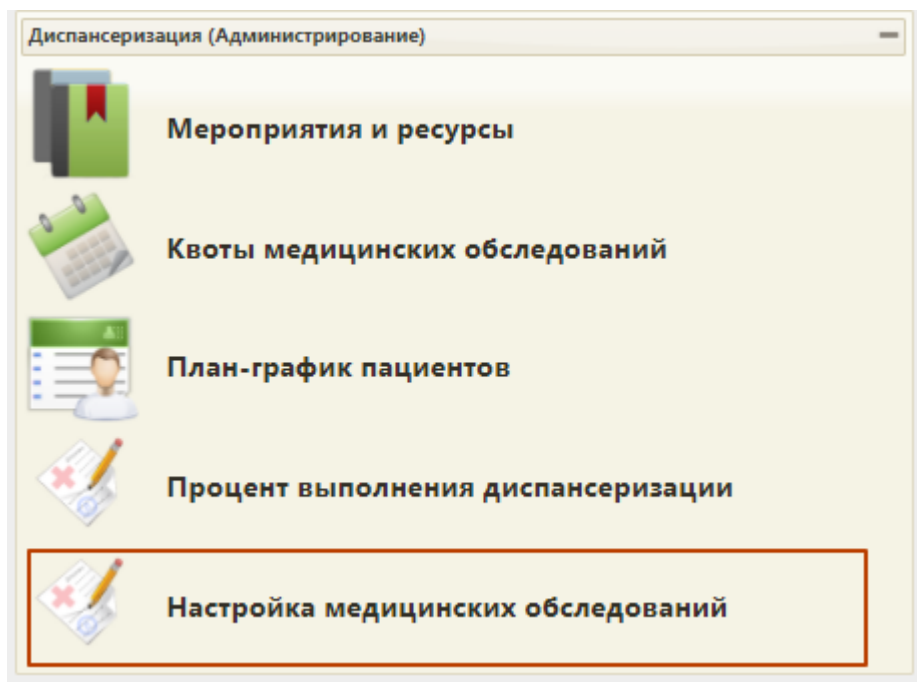 Диспансеризация (Администрирование)
Мероприятия и ресурсы
Квоты медицинских обследований
План-график пациентов
Процент выполнения диспансеризации
Настройка медицинских обследований